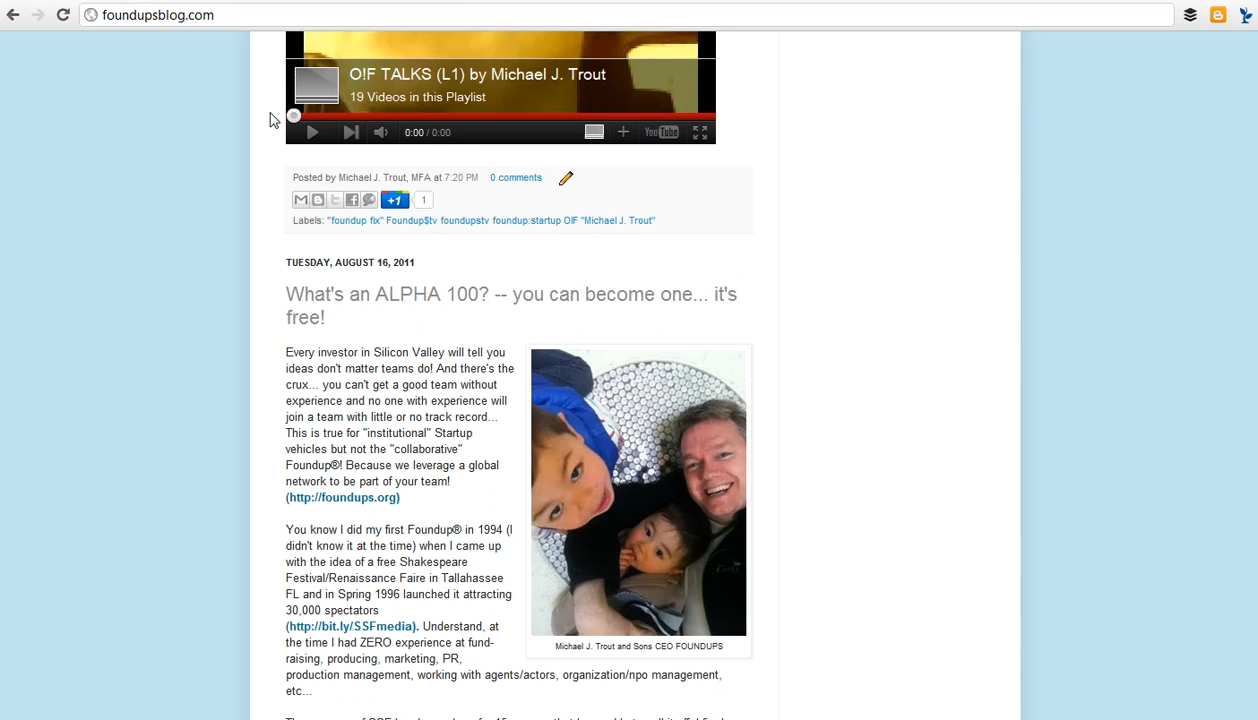 foundupsblog.com
O!F TALKS (L1) by Michael J. Trout
19 Videos in this Playlist
0:00 / 0:00
YouTube
Posted by Michael J. Trout, MFA at 7:20 PM 0 comments
+1 1
Labels: "foundup fix" Foundup$tv foundupstv foundup:startup O!F "Michael J. Trout"
TUESDAY, AUGUST 16, 2011
What's an ALPHA 100? -- you can become one... it's
free!
Every investor in Silicon Valley will tell you
ideas don't matter teams do! And there's the
crux... you can't get a good team without
experience and no one with experience will
join a team with little or no track record...
This is true for "institutional" Startup
vehicles but not the "collaborative"
Foundup®! Because we leverage a global
network to be part of your team!
(http://foundups.org)
You know I did my first Foundup® in 1994 (I
didn't know it at the time) when I came up
with the idea of a free Shakespeare
Festival/Renaissance Faire in Tallahassee
FL and in Spring 1996 launched it attracting
30,000 spectators
(http://bit.ly/SSFmedia). Understand, at
the time I had ZERO experience at fund-
raising, producing, marketing, PR,
production management, working with agents/actors, organization/npo management,
etc...
Michael J. Trout and Sons CEO FOUNDUPS